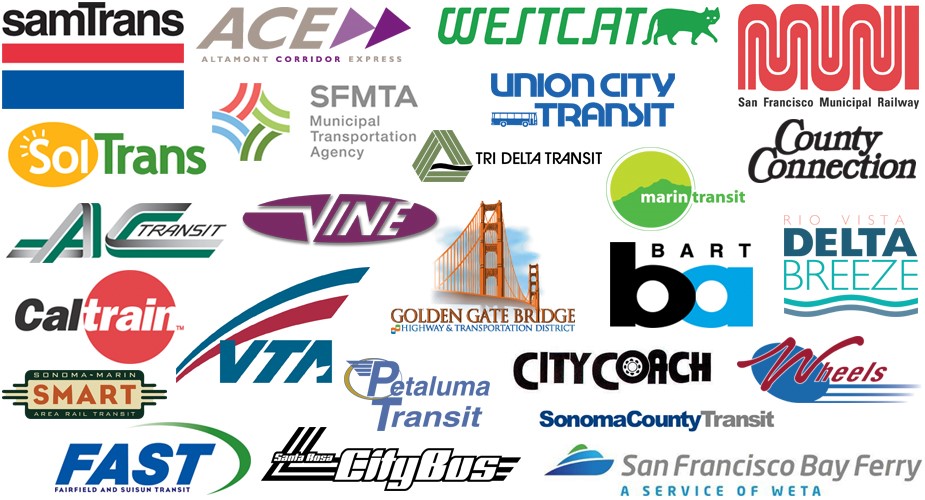 samTrans
ACE
ALTAMONT CORRIDOR EXPRESS
WESTCAT
MUNI
San Francisco Municipal Railway
SFMTA
Municipal
Transportation
Agency
UNION CITY
TRANSIT
SolTrans
TRI DELTA TRANSIT
County
Connection
marintransit
AC TRANSIT
VINE
GOLDEN GATE BRIDGE
HIGHWAY & TRANSPORTATION DISTRICT
BART
ba
RIO VISTA
DELTA
BREEZE
Caltrain™
VTA
SONOMA-MARIN
SMART
AREA RAIL TRANSIT
Petaluma
Transit
CITY COACH
Wheels
SonomaCountyTransit
FAST
FAIRFIELD AND SUISUN TRANSIT
Santa Rosa
CityBus
San Francisco Bay Ferry
A SERVICE OF WETA